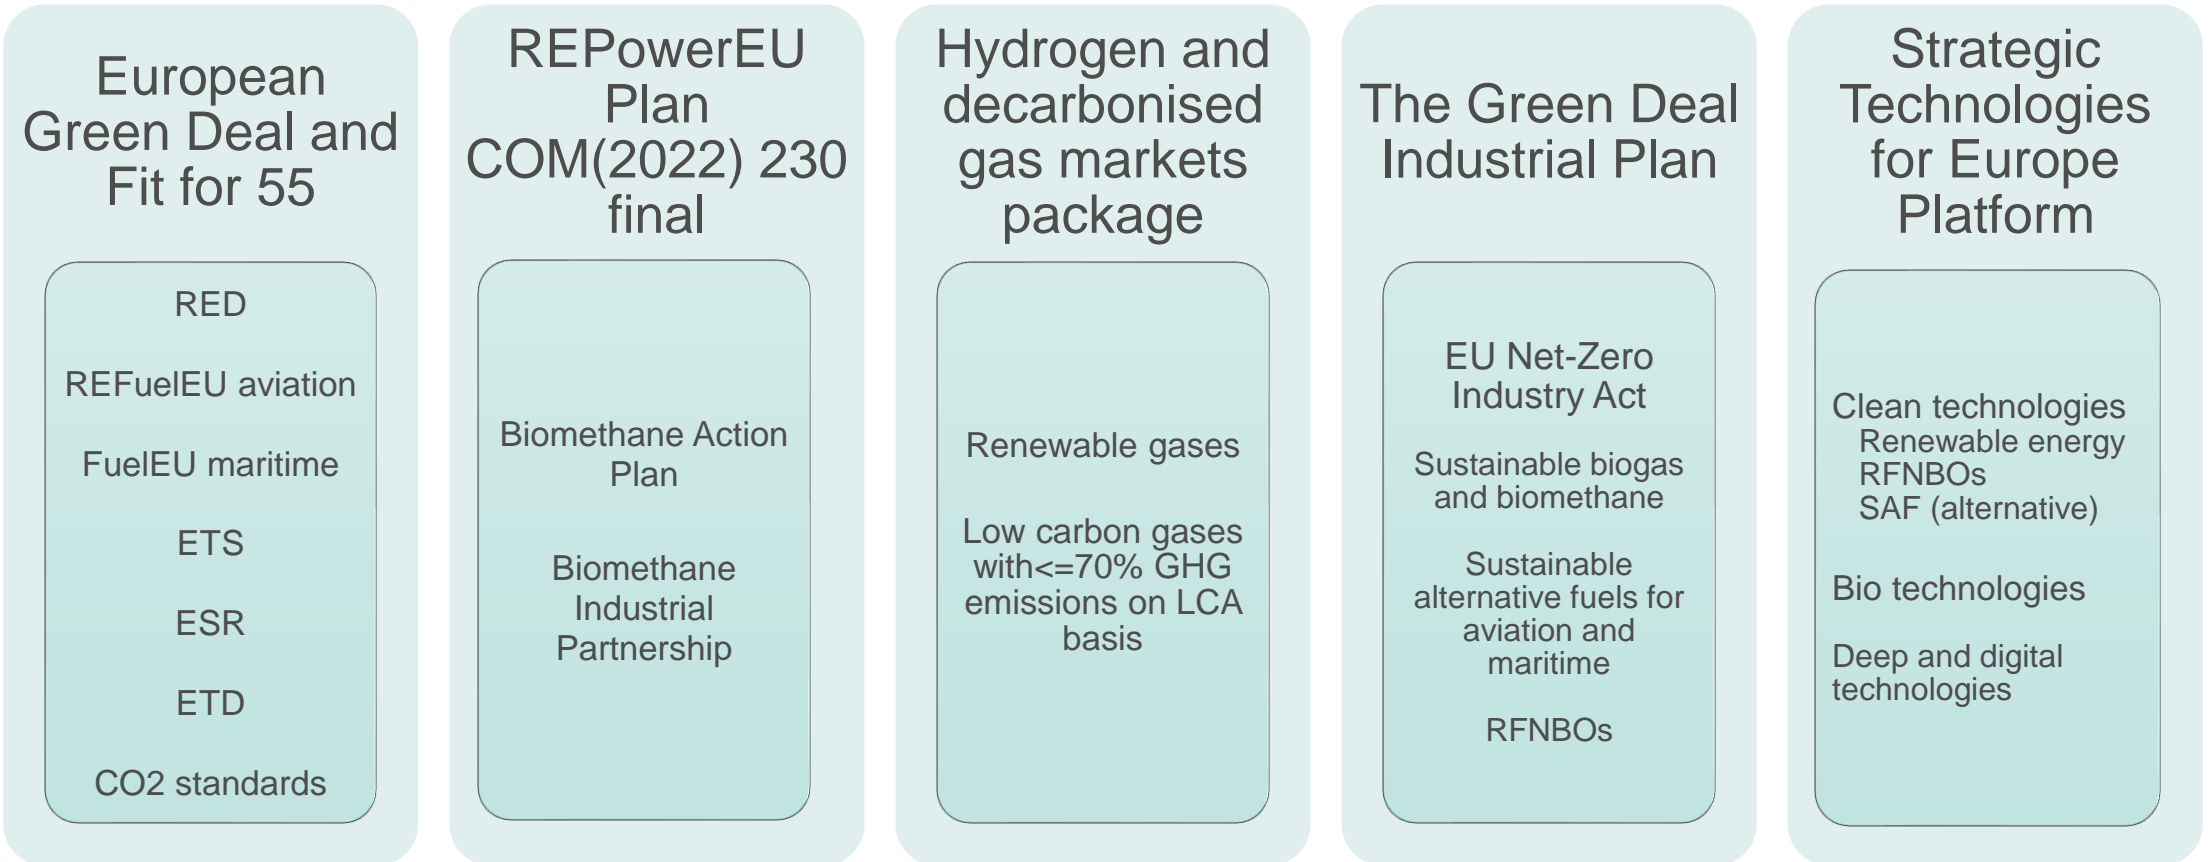 European
Green Deal and
Fit for 55
RED
REFuelEU aviation
FuelEU maritime
ETS
ESR
ETD
CO2 standards
REPowerEU
Plan
COM(2022) 230
final
Biomethane Action
Plan
Biomethane
Industrial
Partnership
Hydrogen and
decarbonised
gas markets
package
Renewable gases
Low carbon gases
with<=70% GHG
emissions on LCA
basis
The Green Deal
Industrial Plan
EU Net-Zero
Industry Act
Sustainable biogas
and biomethane
Sustainable
alternative fuels for
aviation and
maritime
RFNBOs
Strategic
Technologies
for Europe
Platform
Clean technologies
Renewable energy
RFNBOs
SAF (alternative)
Bio technologies
Deep and digital
technologies